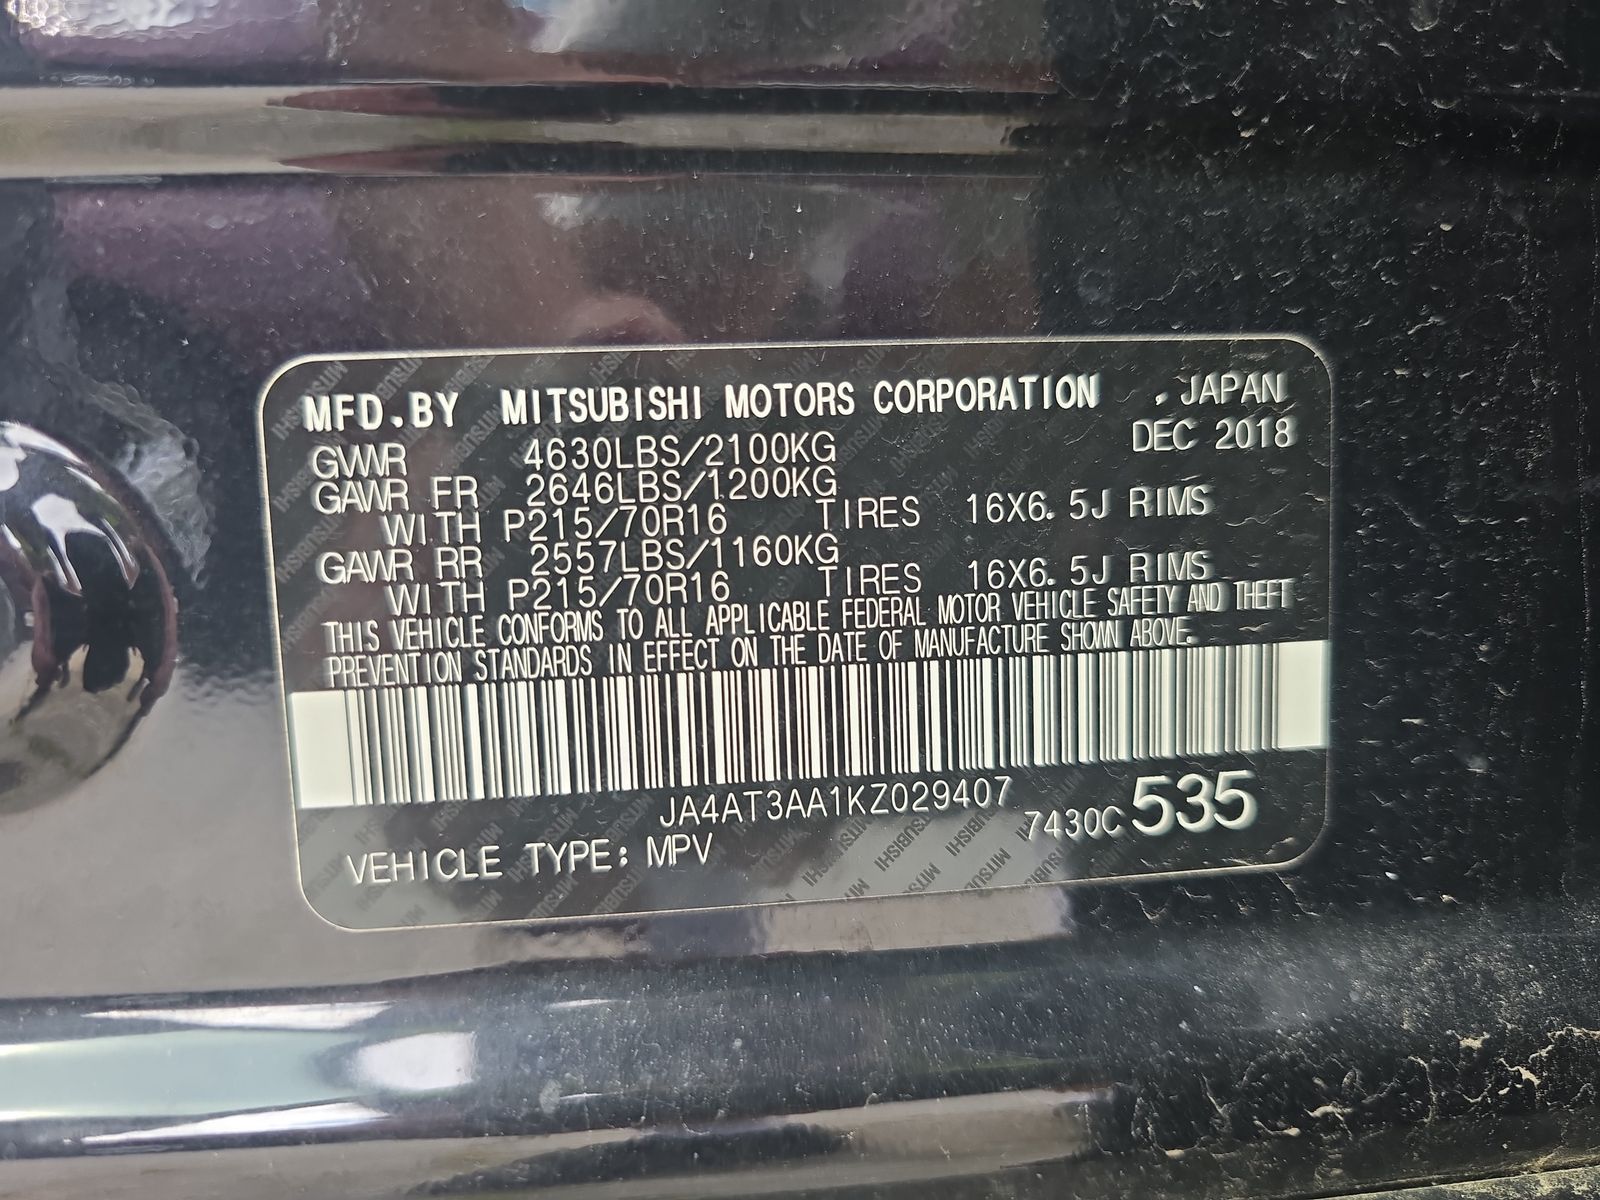 MFD.BY MITSUBISHI MOTORS CORPORATION , JAPAN
DEC 2018
GVWR 4630LBS/2100KG
GAWR FR 2646LBS/1200KG
WITH P215/70R16 TIRES 16X6.5J RIMS
GAWR RR 2557LBS/1160KG
WITH P215/70R16 TIRES 16X6.5J RIMS
THIS VEHICLE CONFORMS TO ALL APPLICABLE FEDERAL MOTOR VEHICLE SAFETY AND THEFT
PREVENTION STANDARDS IN EFFECT ON THE DATE OF MANUFACTURE SHOWN ABOVE.
JA4AT3AA1KZ029407
7430C 535
VEHICLE TYPE: MPV